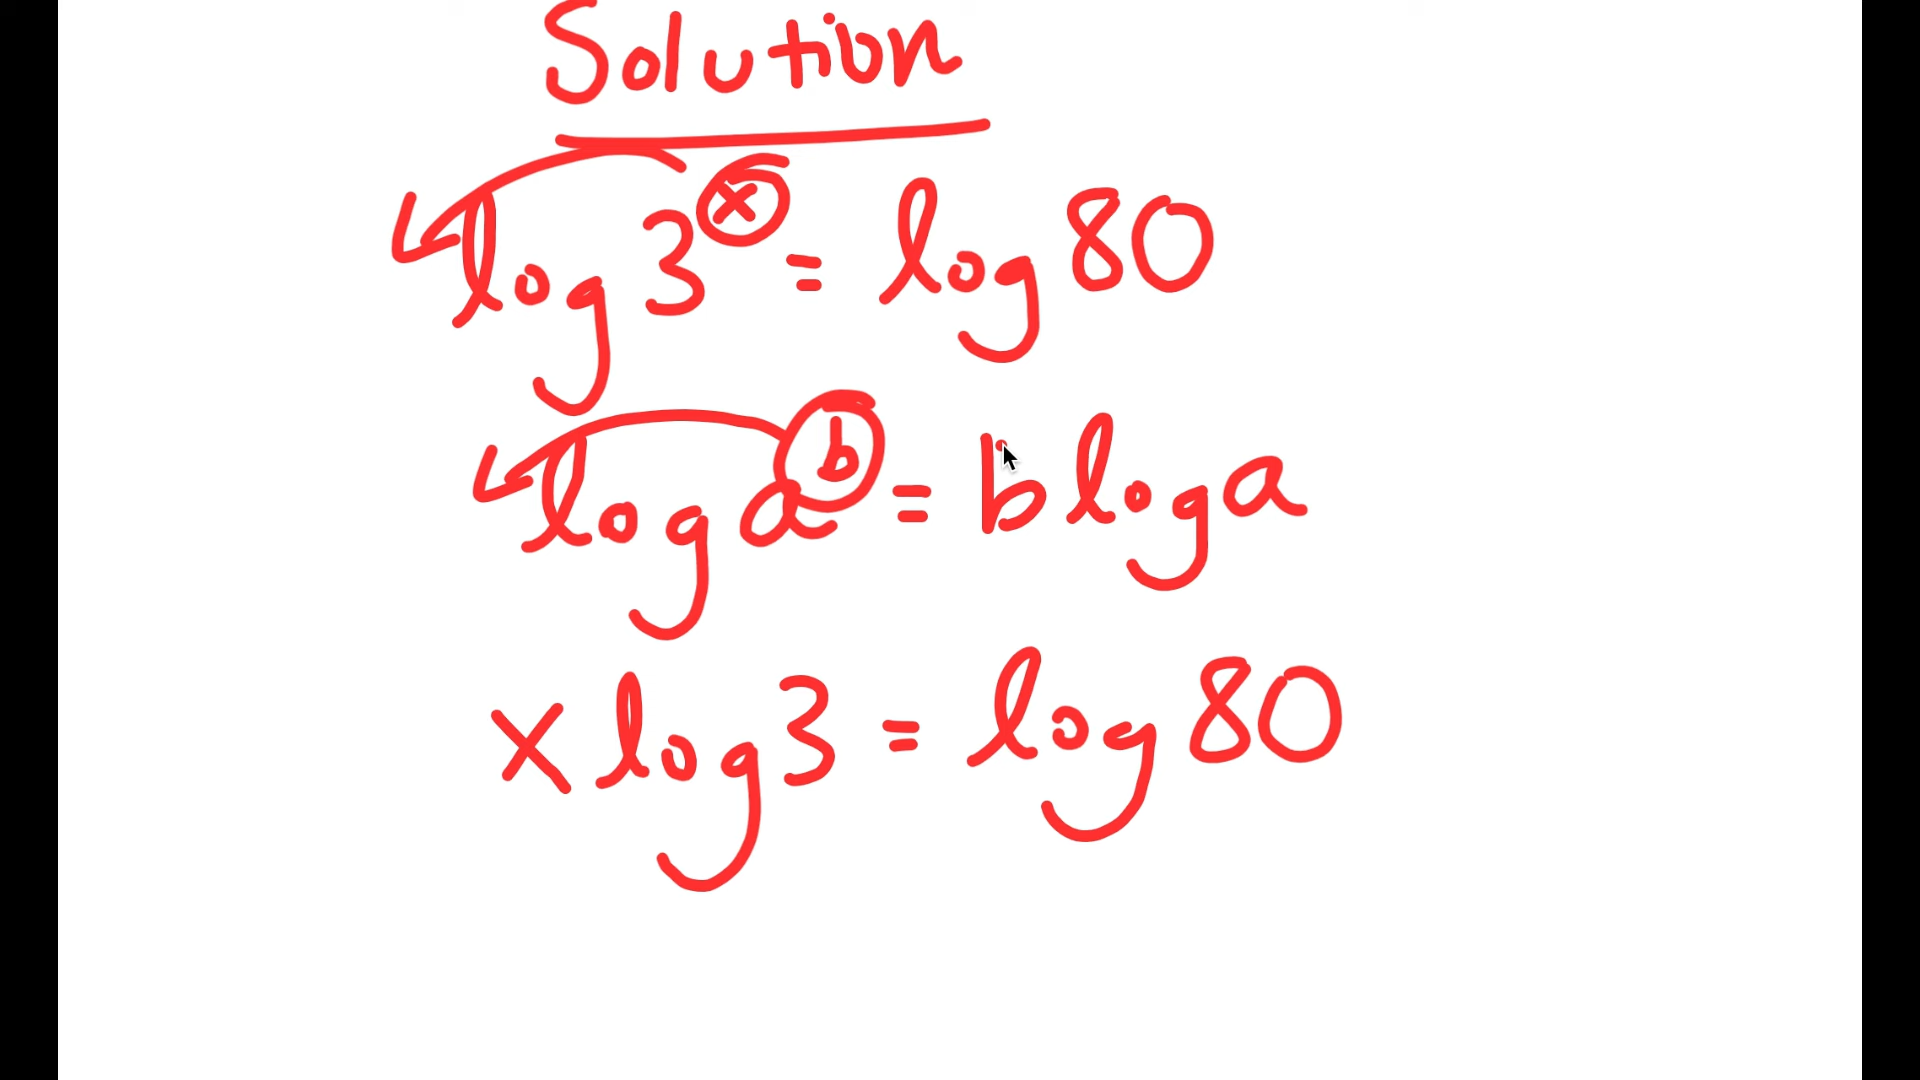 Solution
log 3^x = log 80
log a^b = b log a
x log 3 = log 80